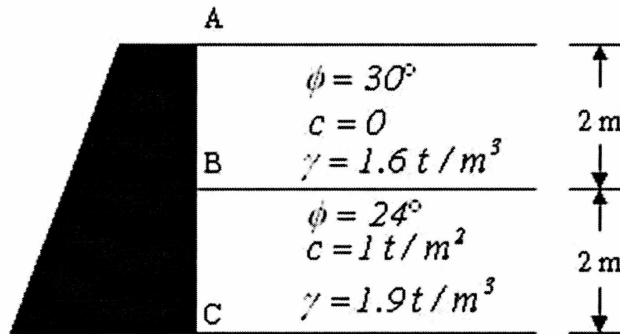 A
ϕ = 30°
c = 0
2 m
B
γ = 1.6 t / m³
ϕ = 24°
c = 1 t / m²
2 m
C
γ = 1.9 t / m³